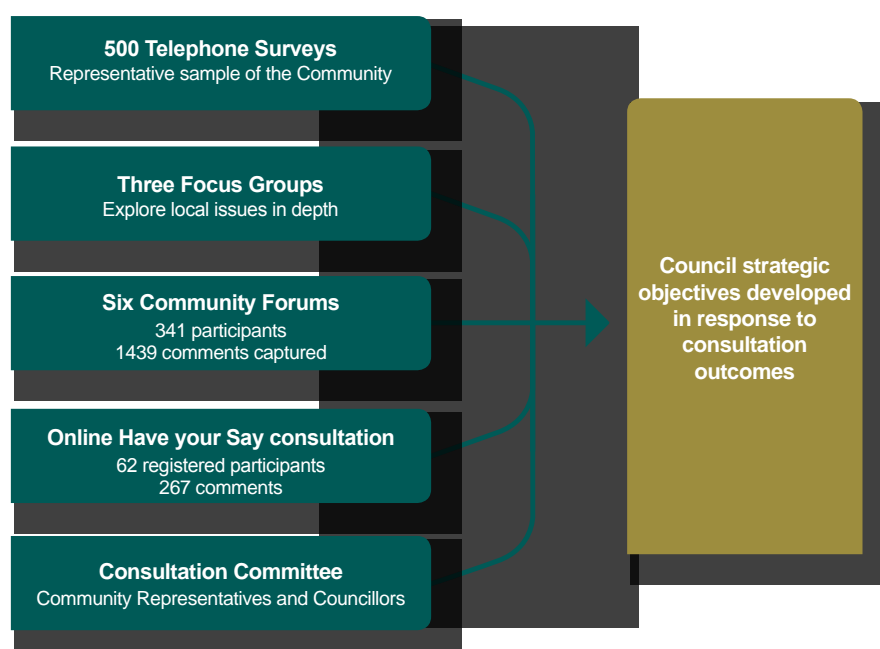 500 Telephone Surveys
Representative sample of the Community
Three Focus Groups
Explore local issues in depth
Six Community Forums
341 participants
1439 comments captured
Online Have your Say consultation
62 registered participants
267 comments
Consultation Committee
Community Representatives and Councillors
Council strategic
objectives developed
in response to
consultation
outcomes